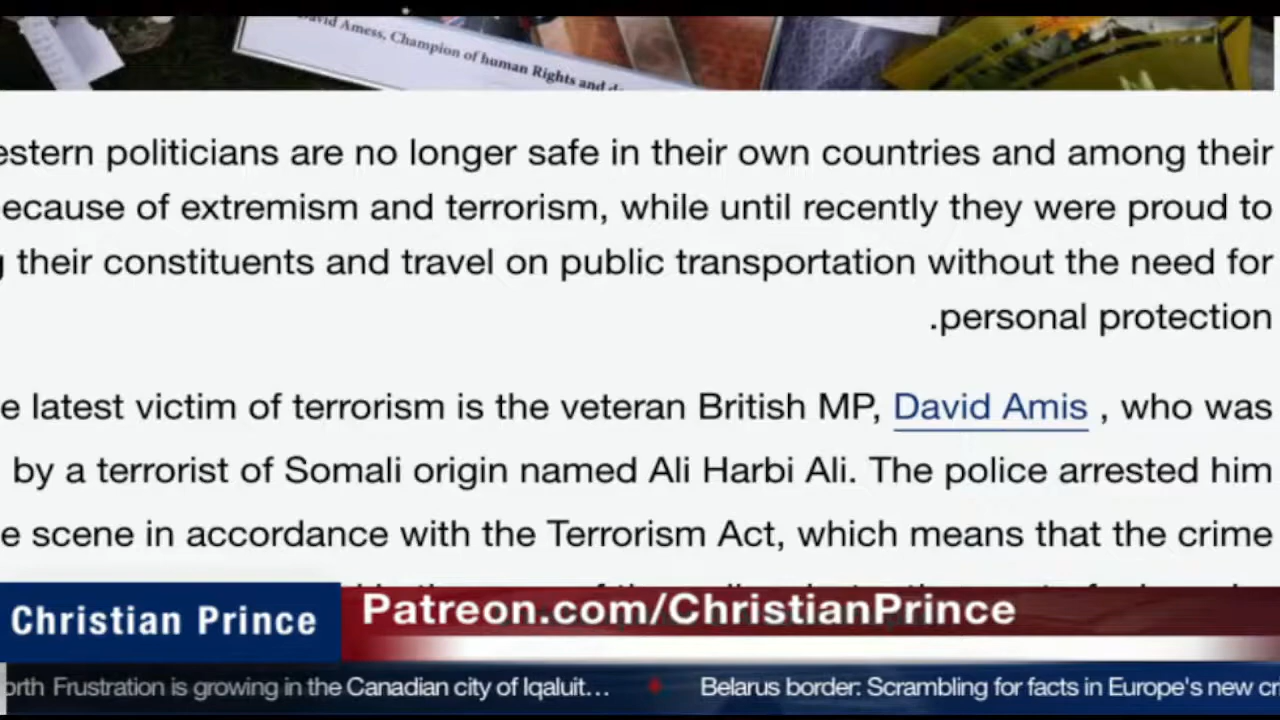 David Amess, Champion of human Rights and
estern politicians are no longer safe in their own countries and among their
ecause of extremism and terrorism, while until recently they were proud to
their constituents and travel on public transportation without the need for
.personal protection
e latest victim of terrorism is the veteran British MP, David Amis , who was
by a terrorist of Somali origin named Ali Harbi Ali. The police arrested him
e scene in accordance with the Terrorism Act, which means that the crime
Christian Prince
Patreon.com/ChristianPrince
orth Frustration is growing in the Canadian city of Iqaluit... Belarus border: Scrambling for facts in Europe's new cr